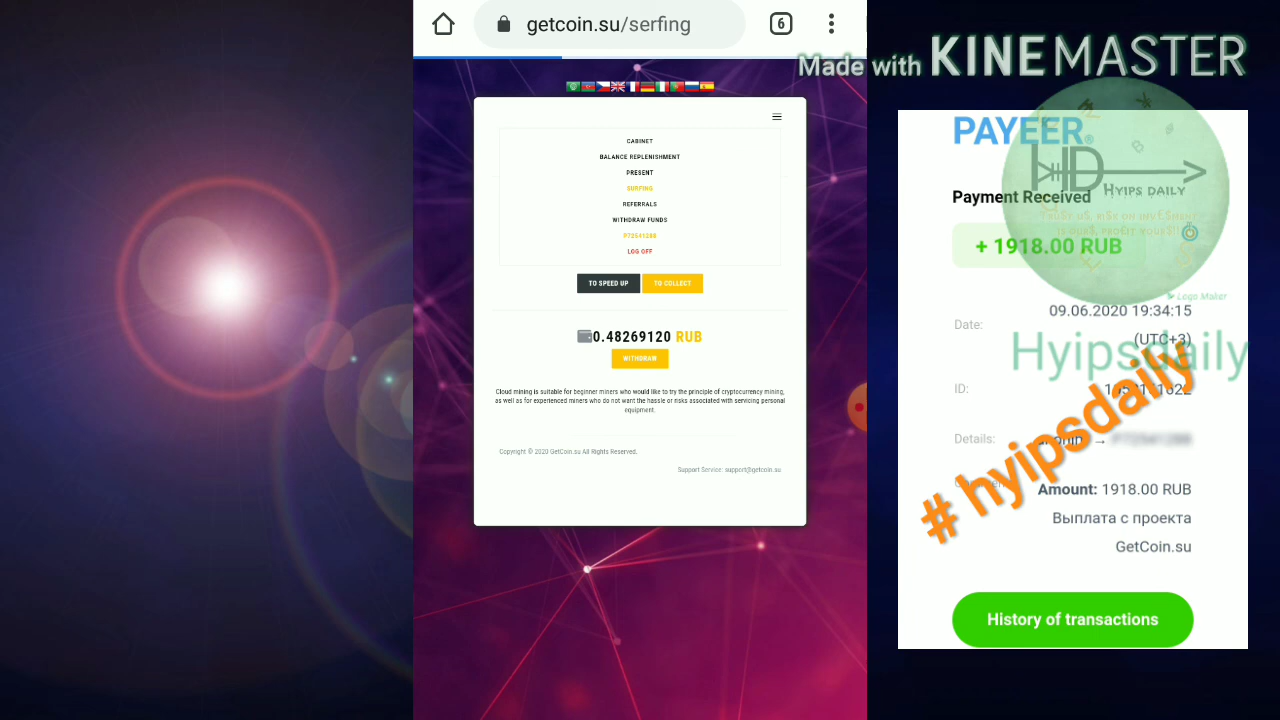 getcoin.su/serfing
6
CABINET
BALANCE REPLENISHMENT
PRESENT
SURFING
REFERRALS
WITHDRAW FUNDS
P72541288
LOG OFF
TO SPEED UP
TO COLLECT
0.48269120 RUB
WITHDRAW
Cloud mining is suitable for beginner miners who would like to try the principle of cryptocurrency mining,
as well as for experienced miners who do not want the hassle or risks associated with servicing personal
equipment.
Copyright © 2020 GetCoin.su All Rights Reserved.
Support Service: support@getcoin.su
Made with KINEMASTER
PAYEER®
HD
HYIPS DAILY
Payment Received
+ 1918.00 RUB
Logo Maker
Date:
09.06.2020 19:34:15
(UTC+3)
Hyipsdaily
ID:
Details:
# hyipsdaily
Amount: 1918.00 RUB
Выплата с проекта
GetCoin.su
History of transactions